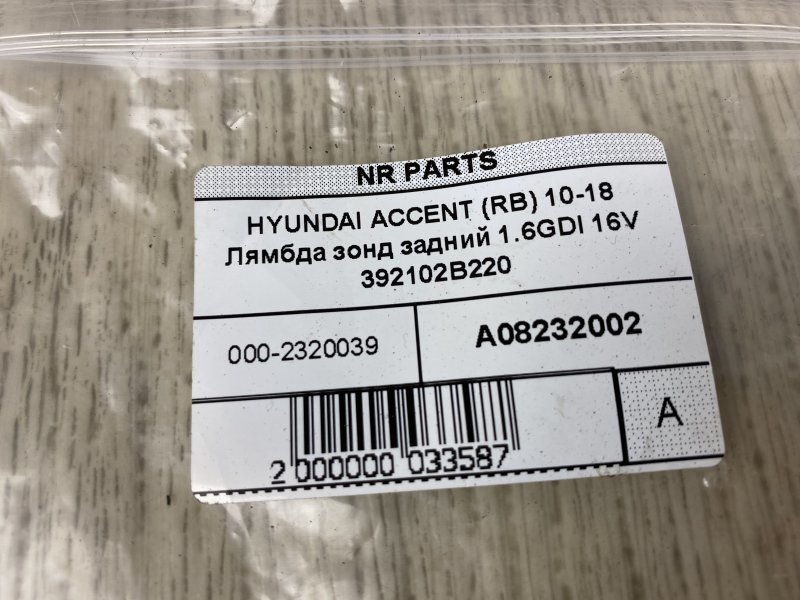 NR PARTS
HYUNDAI ACCENT (RB) 10-18
Лямбда зонд задний 1.6GDI 16V
392102B220
000-2320039
A08232002
A
2 000000 033587